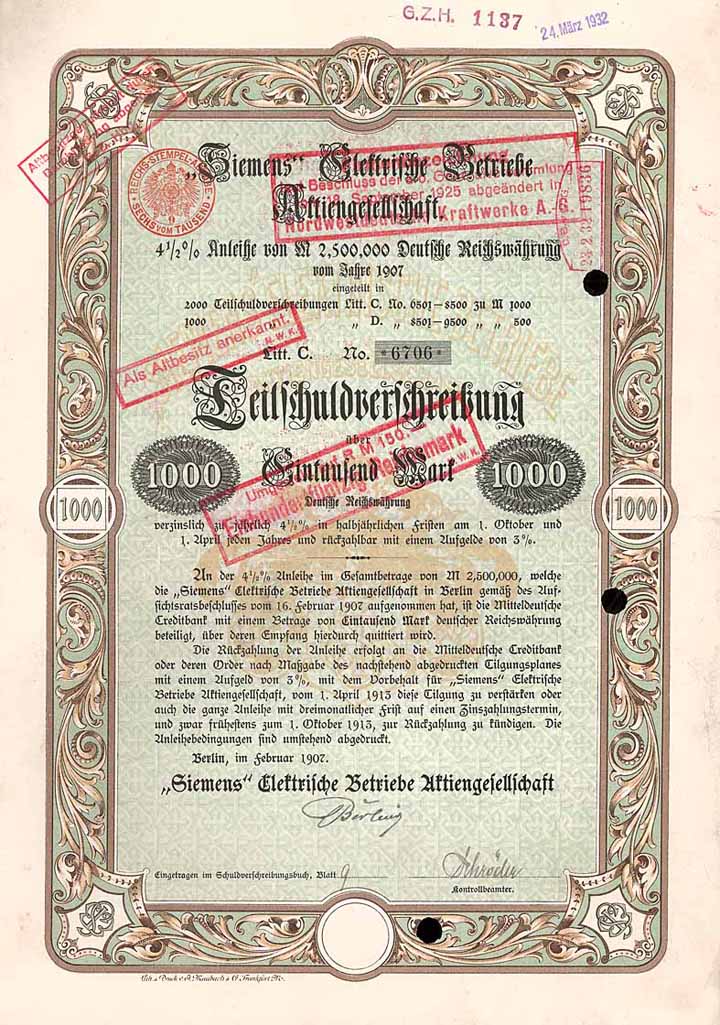 G.Z.H. 1137
24. März 1932
REICHS-STEMPEL-ABGABE
SECHS VOM TAUSEND
„Siemens“ Elektrische Betriebe
Aktiengesellschaft.
Beschluss der Generalversammlung
September 1925 abgeändert in
Nordwestdeutsche Kraftwerke A. G.
4½% Anleihe von M 2,500,000 Deutsche Reichswährung
vom Jahre 1907
eingeteilt in
2000 Teilschuldverschreibungen Litt. C. No. 6501–8500 zu M 1000
1000 „ D. „ 8501–9500 „ „ 500
Als Altbesitz anerkannt.
N.W.K.
Litt. C. No. *6706*
Teilschuldverschreibung
über
1000 Eintausend Mark 1000
R M 150.
Reichsmark
N.W.K.
Deutsche Reichswährung
1000 1000
verzinslich zu jährlich 4½% in halbjährlichen Fristen am 1. Oktober und
1. April jeden Jahres und rückzahlbar mit einem Aufgelde von 3%.
An der 4½% Anleihe im Gesamtbetrage von M 2,500,000, welche
die „Siemens“ Elektrische Betriebe Aktiengesellschaft in Berlin gemäß des Auf-
sichtsratsbeschlusses vom 16. Februar 1907 aufgenommen hat, ist die Mitteldeutsche
Creditbank mit einem Betrage von Eintausend Mark deutscher Reichswährung
beteiligt, über deren Empfang hierdurch quittiert wird.
Die Rückzahlung der Anleihe erfolgt an die Mitteldeutsche Creditbank
oder deren Order nach Maßgabe des nachstehend abgedruckten Tilgungsplanes
mit einem Aufgeld von 3%, mit dem Vorbehalt für „Siemens“ Elektrische
Betriebe Aktiengesellschaft, vom 1. April 1913 diese Tilgung zu verstärken oder
auch die ganze Anleihe mit dreimonatlicher Frist auf einen Zinszahlungstermin,
und zwar frühestens zum 1. Oktober 1913, zur Rückzahlung zu kündigen. Die
Anleihebedingungen sind umstehend abgedruckt.
Berlin, im Februar 1907.
„Siemens“ Elektrische Betriebe Aktiengesellschaft
Berling
Eingetragen im Schuldverschreibungsbuch, Blatt 9
Schröder
Kontrollbeamter.